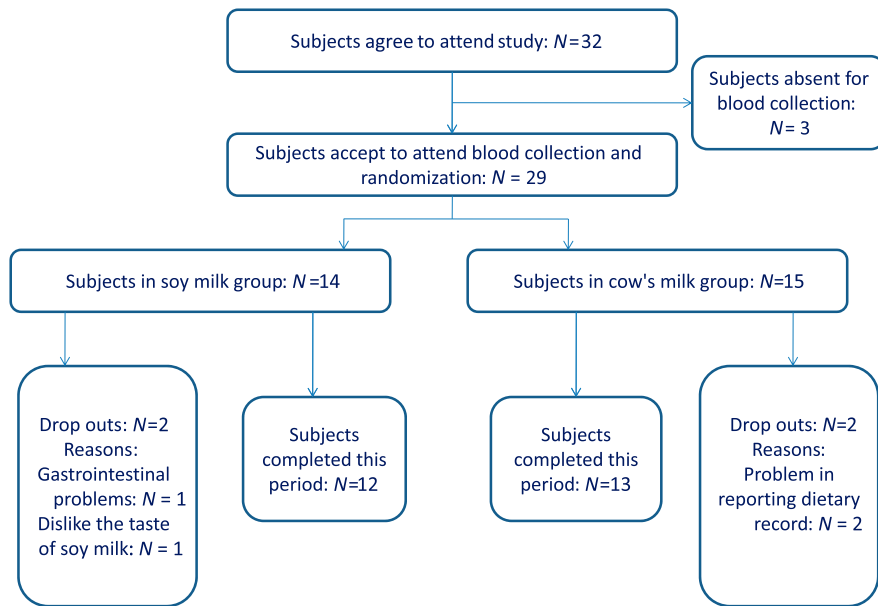 Subjects agree to attend study: N=32
Subjects absent for
blood collection:
N= 3
Subjects accept to attend blood collection and
randomization: N = 29
Subjects in soy milk group: N=14
Subjects in cow's milk group: N=15
Drop outs: N=2
Reasons:
Gastrointestinal
problems: N = 1
Dislike the taste
of soy milk: N = 1
Subjects
completed this
period: N=12
Subjects
completed this
period: N=13
Drop outs: N=2
Reasons:
Problem in
reporting dietary
record: N = 2